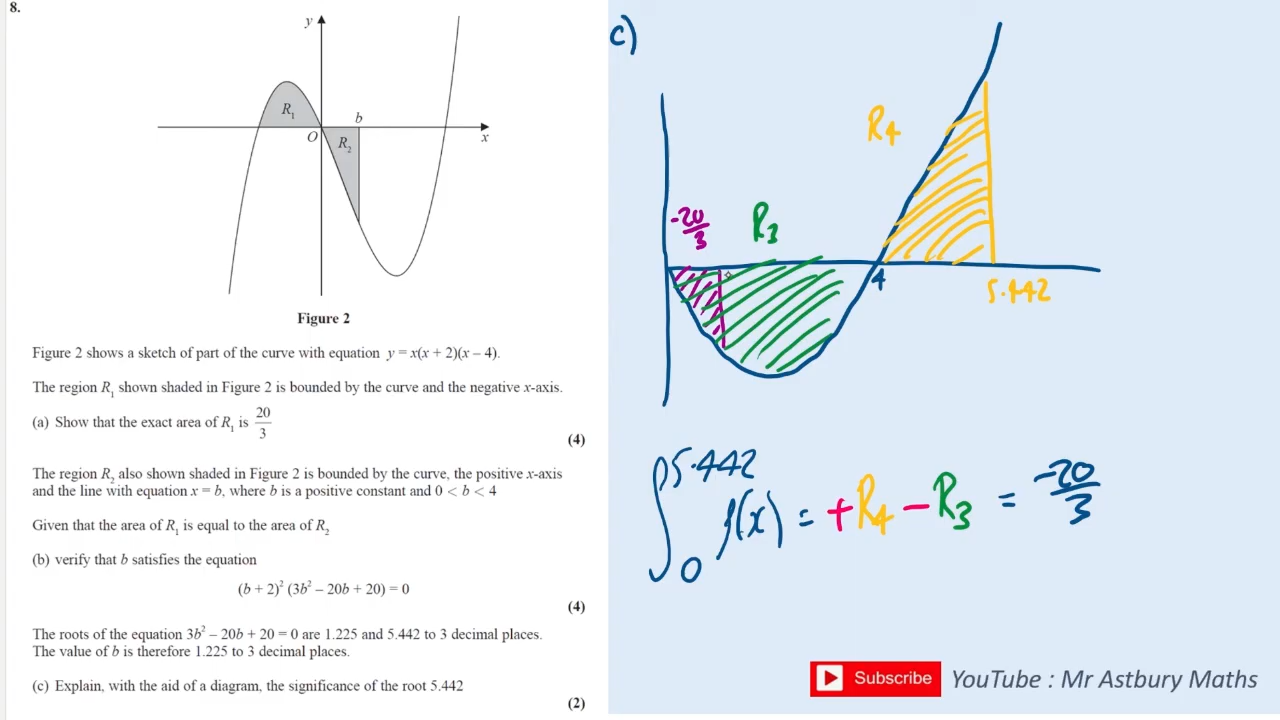 8.
y
R₁
O
b
R₂
x
Figure 2
Figure 2 shows a sketch of part of the curve with equation y = x(x + 2)(x – 4).
The region R₁ shown shaded in Figure 2 is bounded by the curve and the negative x-axis.
(a) Show that the exact area of R₁ is 20/3
(4)
The region R₂ also shown shaded in Figure 2 is bounded by the curve, the positive x-axis
and the line with equation x = b, where b is a positive constant and 0 < b < 4
Given that the area of R₁ is equal to the area of R₂
(b) verify that b satisfies the equation
(b + 2)² (3b² – 20b + 20) = 0
(4)
The roots of the equation 3b² – 20b + 20 = 0 are 1.225 and 5.442 to 3 decimal places.
The value of b is therefore 1.225 to 3 decimal places.
(c) Explain, with the aid of a diagram, the significance of the root 5.442
(2)
c)
R₄
-20/3
R₃
4
5.442
∫₀^5.442 f(x) = +R₄ – R₃ = -20/3
Subscribe
YouTube : Mr Astbury Maths